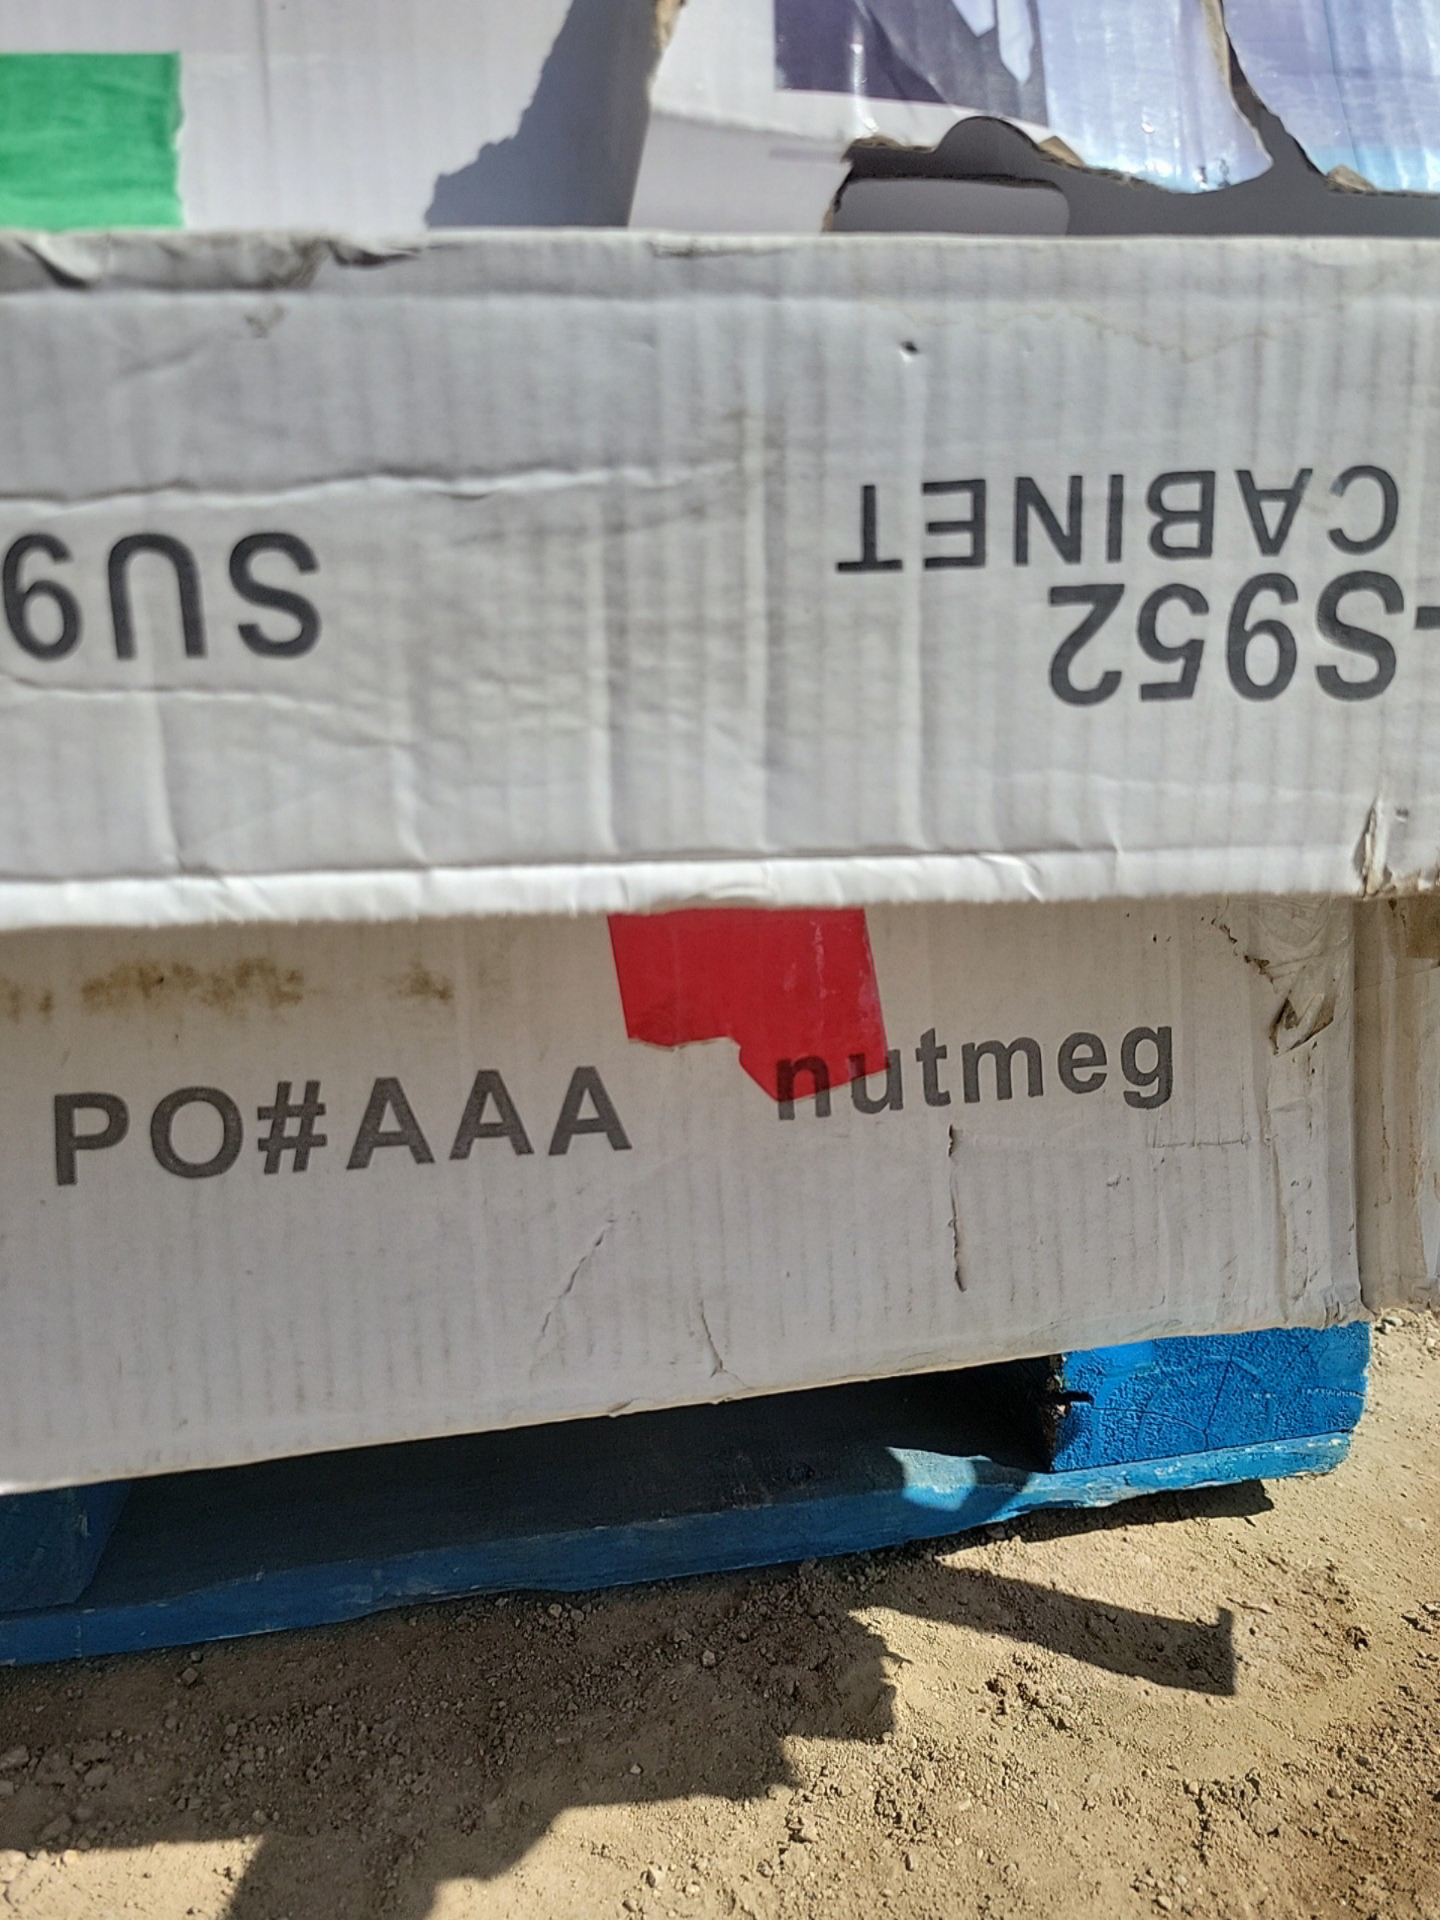 -S952
CABINET
SU9
PO#AAA nutmeg